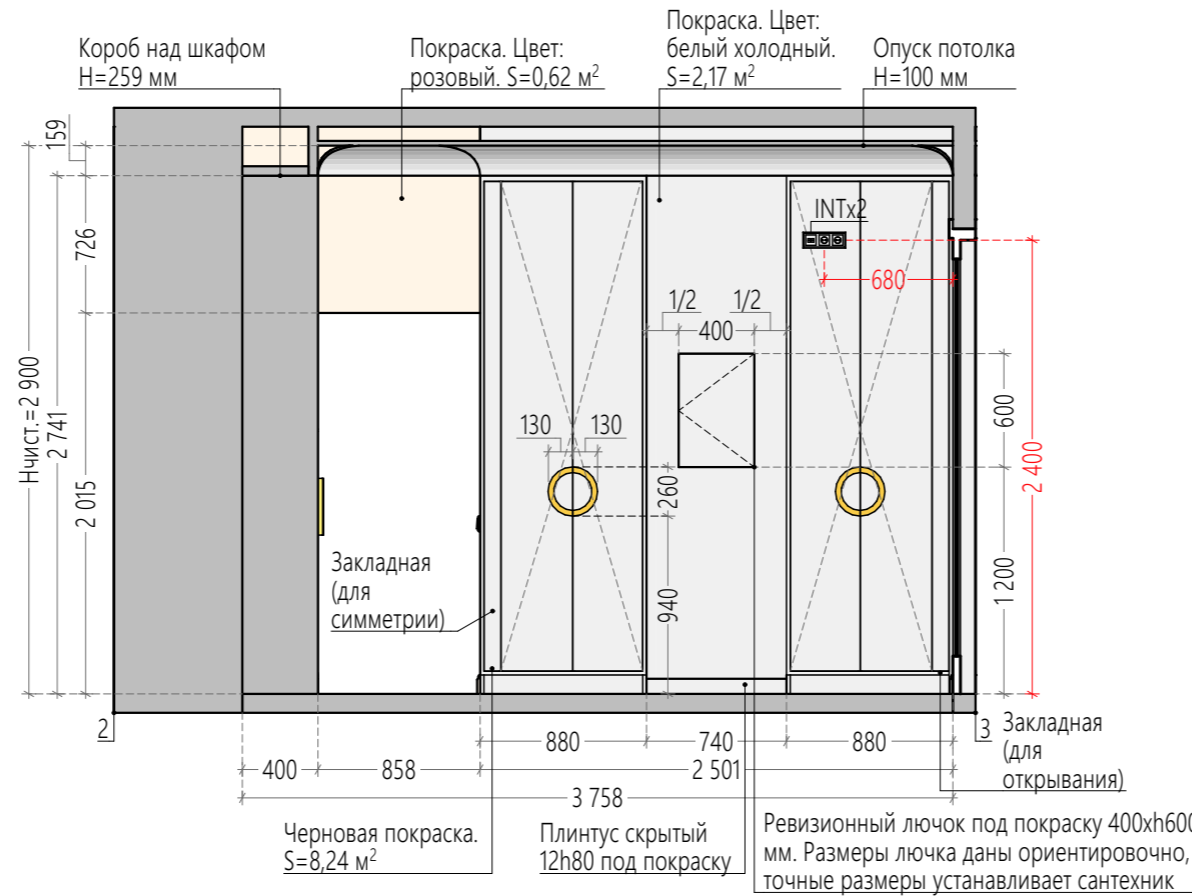 Короб над шкафом
H=259 мм
Покраска. Цвет:
розовый. S=0,62 м²
Покраска. Цвет:
белый холодный.
S=2,17 м²
Опуск потолка
H=100 мм
159
726
2 015
2 741
Hчист.=2 900
INTx2
680
1/2
1/2
400
130
130
260
940
600
1 200
2 400
Закладная
(для
симметрии)
2
3
880
740
880
400
858
2 501
3 758
Закладная
(для
открывания)
Черновая покраска.
S=8,24 м²
Плинтус скрытый
12h80 под покраску
Ревизионный лючок под покраску 400xh600
мм. Размеры лючка даны ориентировочно,
точные размеры устанавливает сантехник